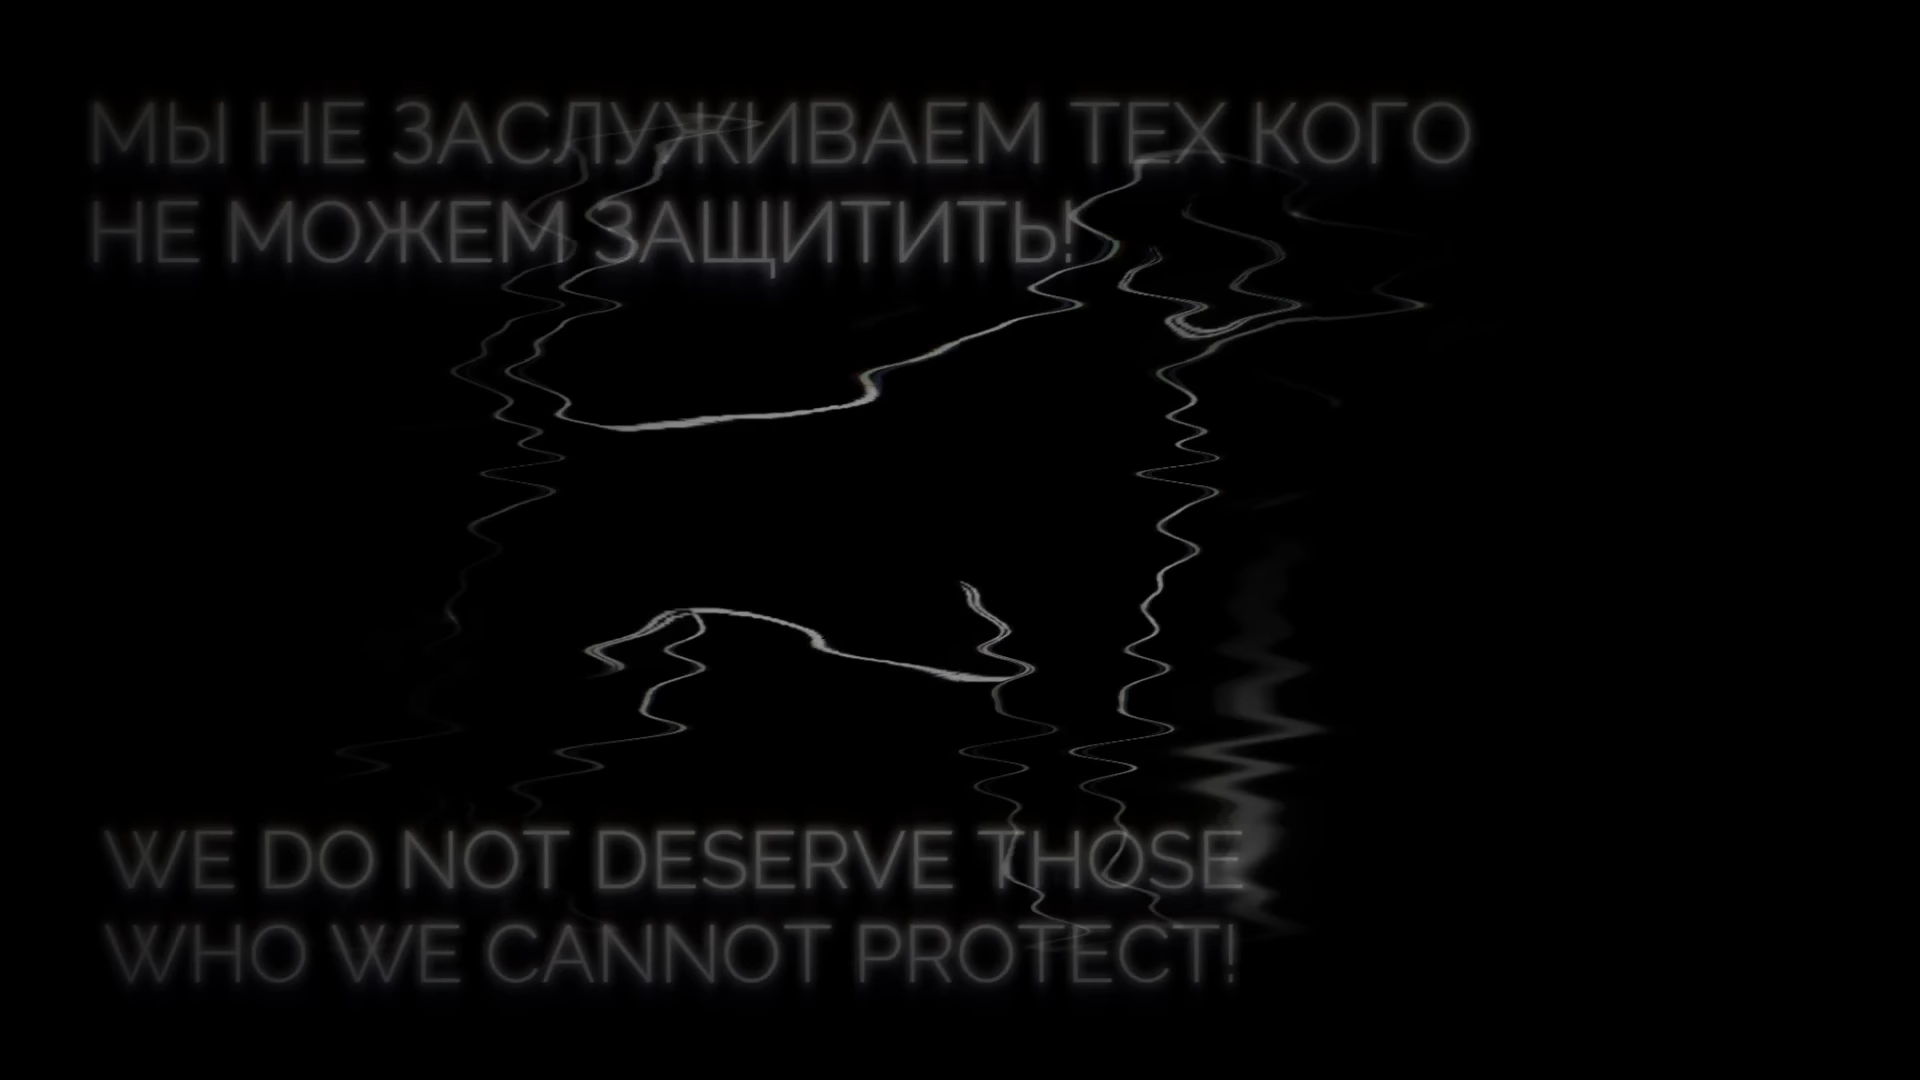 МЫ НЕ ЗАСЛУЖИВАЕМ ТЕХ КОГО
НЕ МОЖЕМ ЗАЩИТИТЬ!
WE DO NOT DESERVE THOSE
WHO WE CANNOT PROTECT!